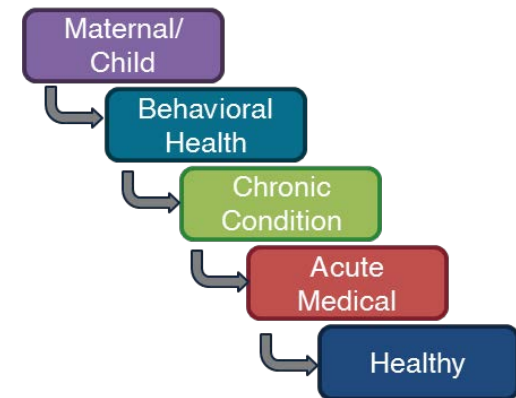 Maternal/
Child
Behavioral
Health
Chronic
Condition
Acute
Medical
Healthy